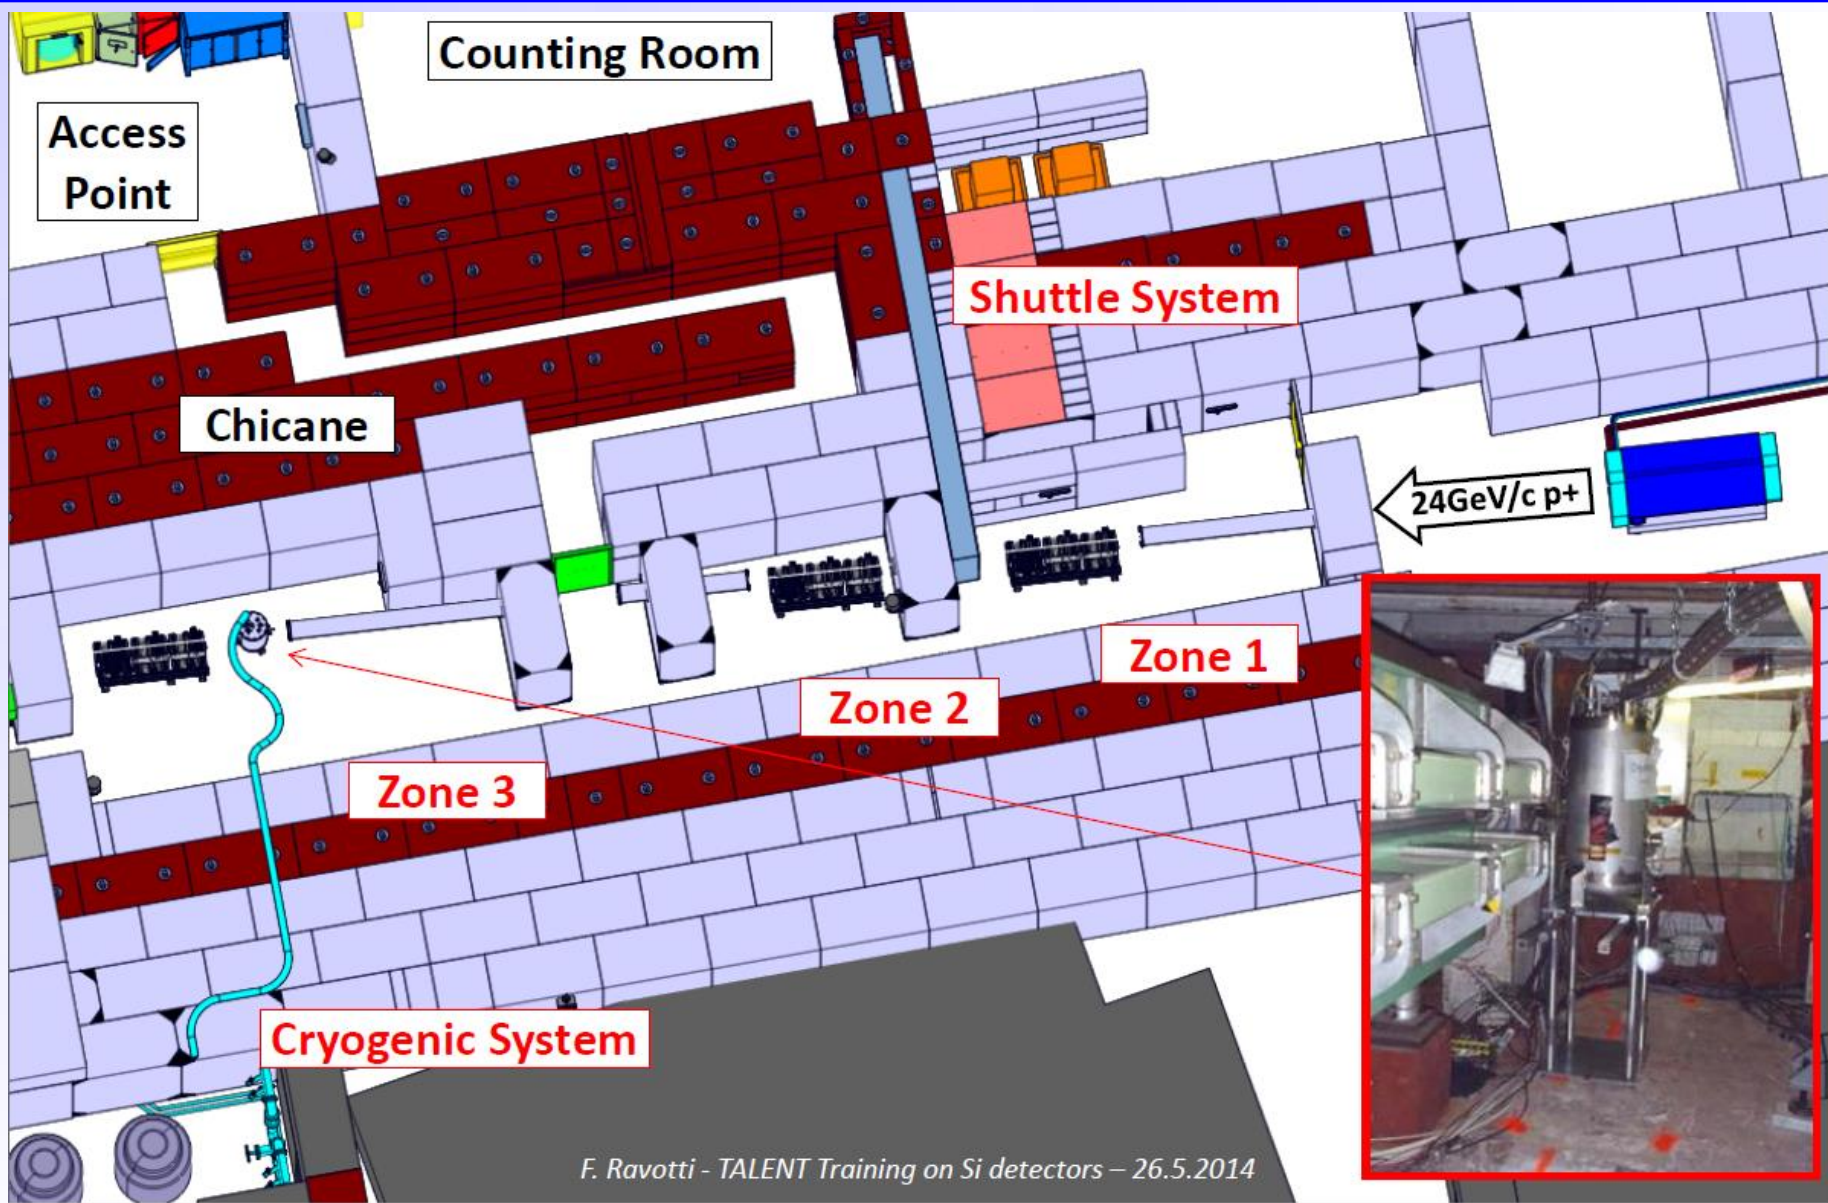 Counting Room
Access
Point
Shuttle System
Chicane
24GeV/c p+
Zone 1
Zone 2
Zone 3
Cryogenic System
F. Ravotti - TALENT Training on Si detectors – 26.5.2014